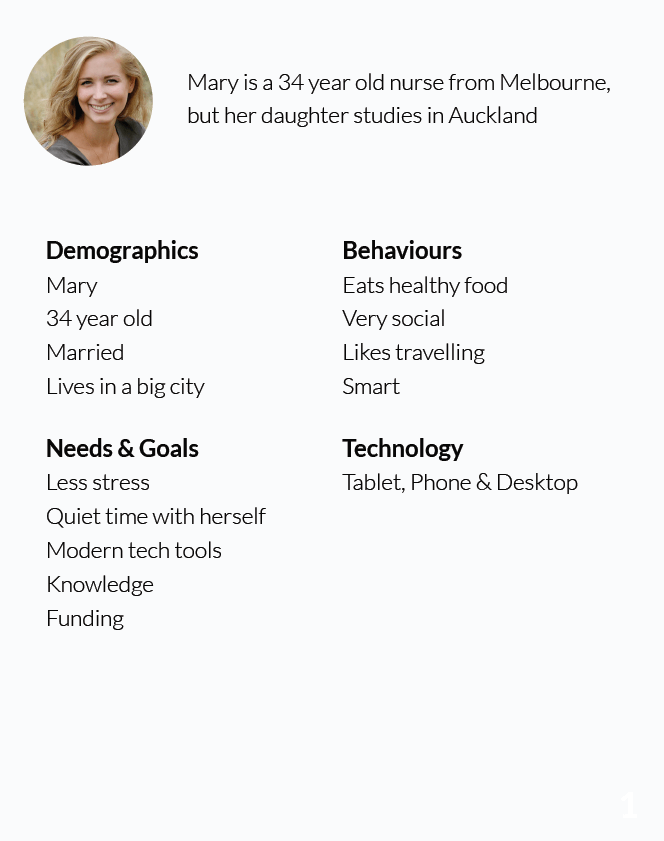 Mary is a 34 year old nurse from Melbourne,
but her daughter studies in Auckland
Demographics
Mary
34 year old
Married
Lives in a big city
Behaviours
Eats healthy food
Very social
Likes travelling
Smart
Needs & Goals
Less stress
Quiet time with herself
Modern tech tools
Knowledge
Funding
Technology
Tablet, Phone & Desktop
1